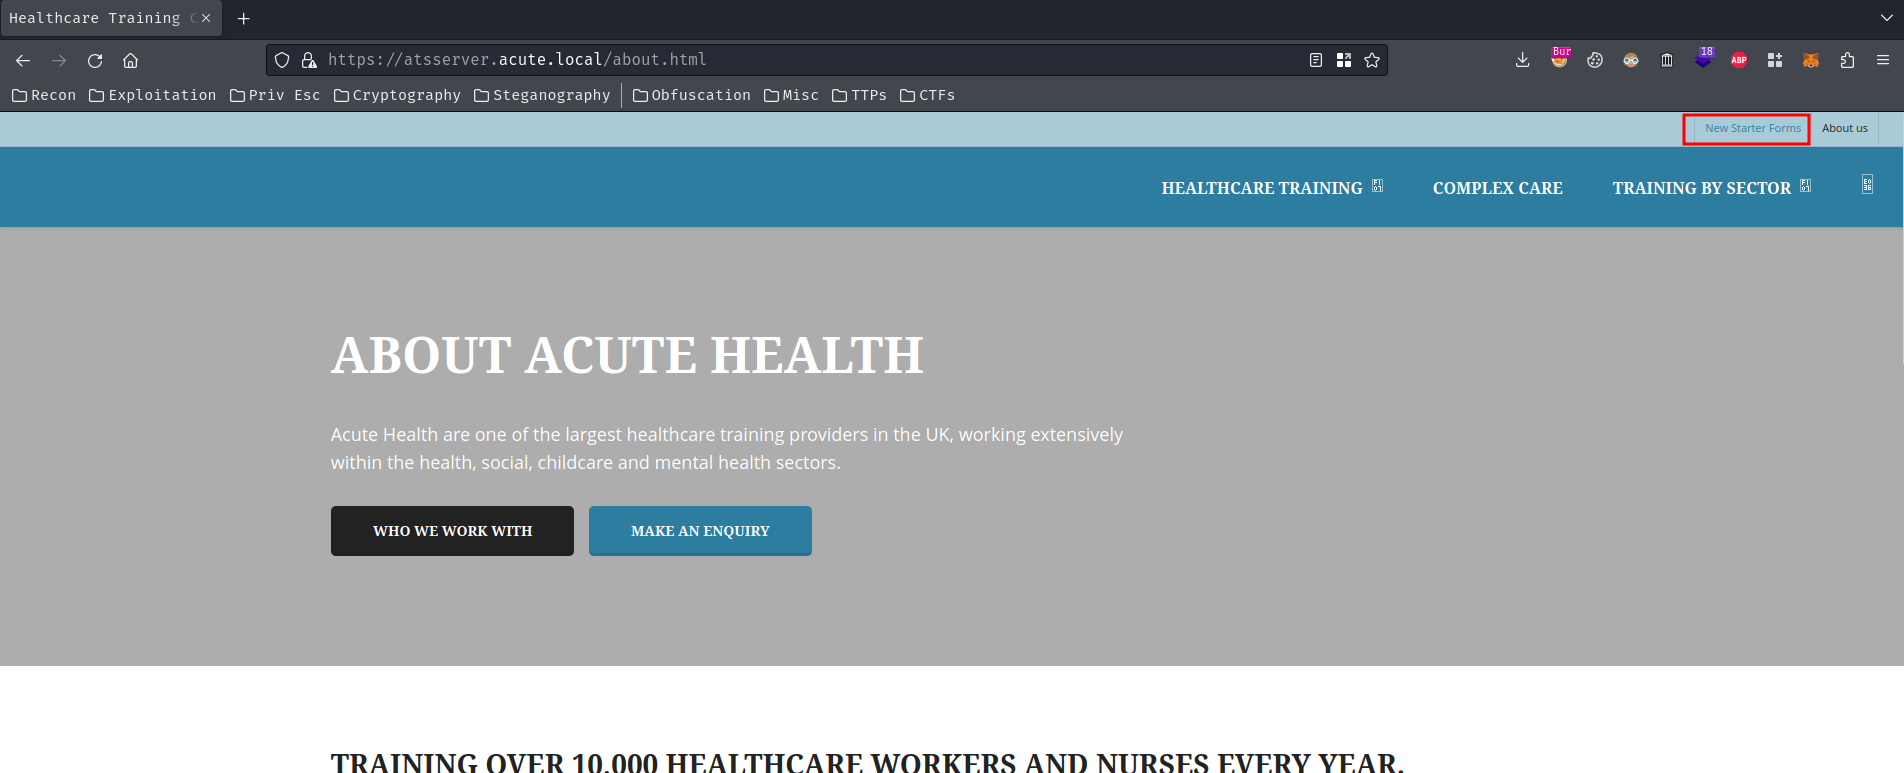 Healthcare Training C
https://atsserver.acute.local/about.html
Bur
18
ABP
Recon Exploitation Priv Esc Cryptography Steganography Obfuscation Misc TTPs CTFs
New Starter Forms About us
HEALTHCARE TRAINING COMPLEX CARE TRAINING BY SECTOR
ABOUT ACUTE HEALTH
Acute Health are one of the largest healthcare training providers in the UK, working extensively
within the health, social, childcare and mental health sectors.
WHO WE WORK WITH MAKE AN ENQUIRY
TRAINING OVER 10,000 HEALTHCARE WORKERS AND NURSES EVERY YEAR.